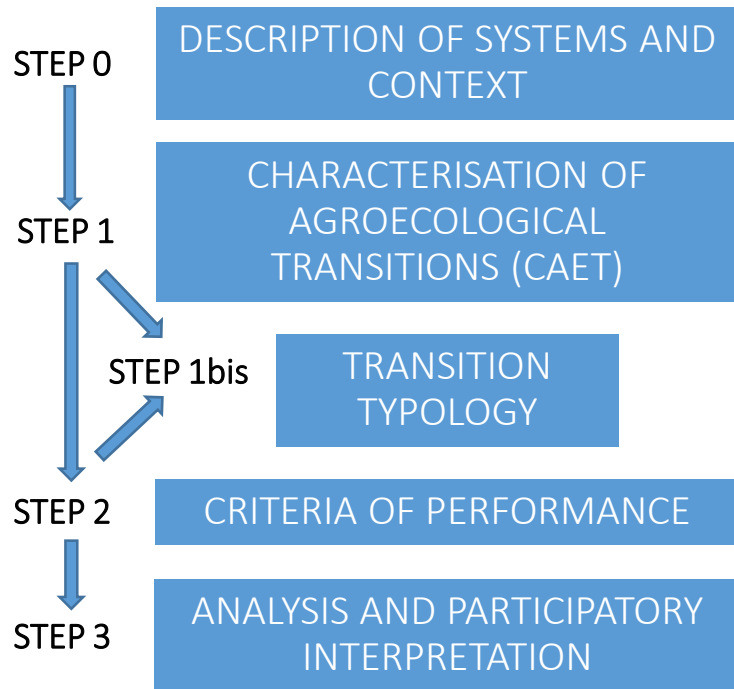 STEP 0
DESCRIPTION OF SYSTEMS AND
CONTEXT
STEP 1
CHARACTERISATION OF
AGROECOLOGICAL
TRANSITIONS (CAET)
STEP 1bis
TRANSITION
TYPOLOGY
STEP 2
CRITERIA OF PERFORMANCE
STEP 3
ANALYSIS AND PARTICIPATORY
INTERPRETATION